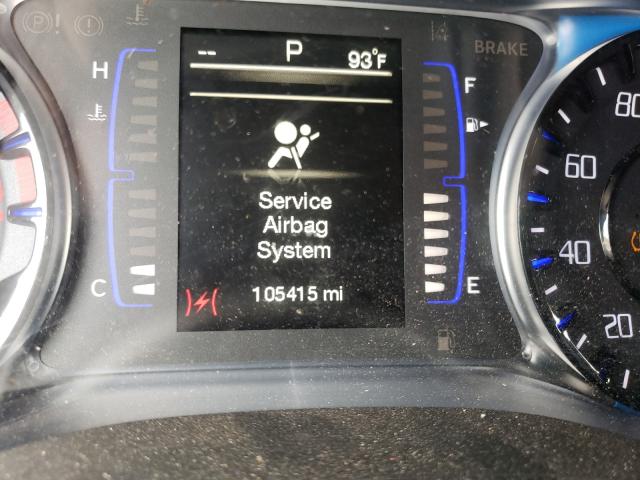 -- P 93°F
BRAKE
H
F
80
60
Service
Airbag
System
40
C
E
105415 mi
20